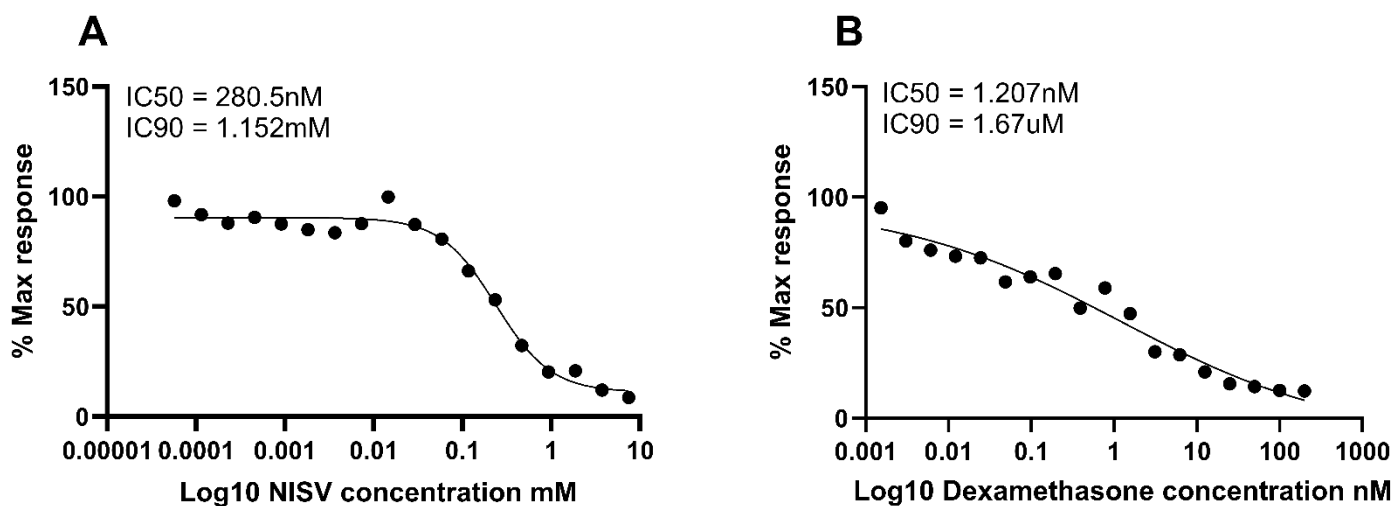 A
150
100
50
0
% Max response
IC50 = 280.5nM
IC90 = 1.152mM
0.00001 0.0001 0.001 0.01 0.1 1 10
Log10 NISV concentration mM
B
150
100
50
0
% Max response
IC50 = 1.207nM
IC90 = 1.67uM
0.001 0.01 0.1 1 10 100 1000
Log10 Dexamethasone concentration nM